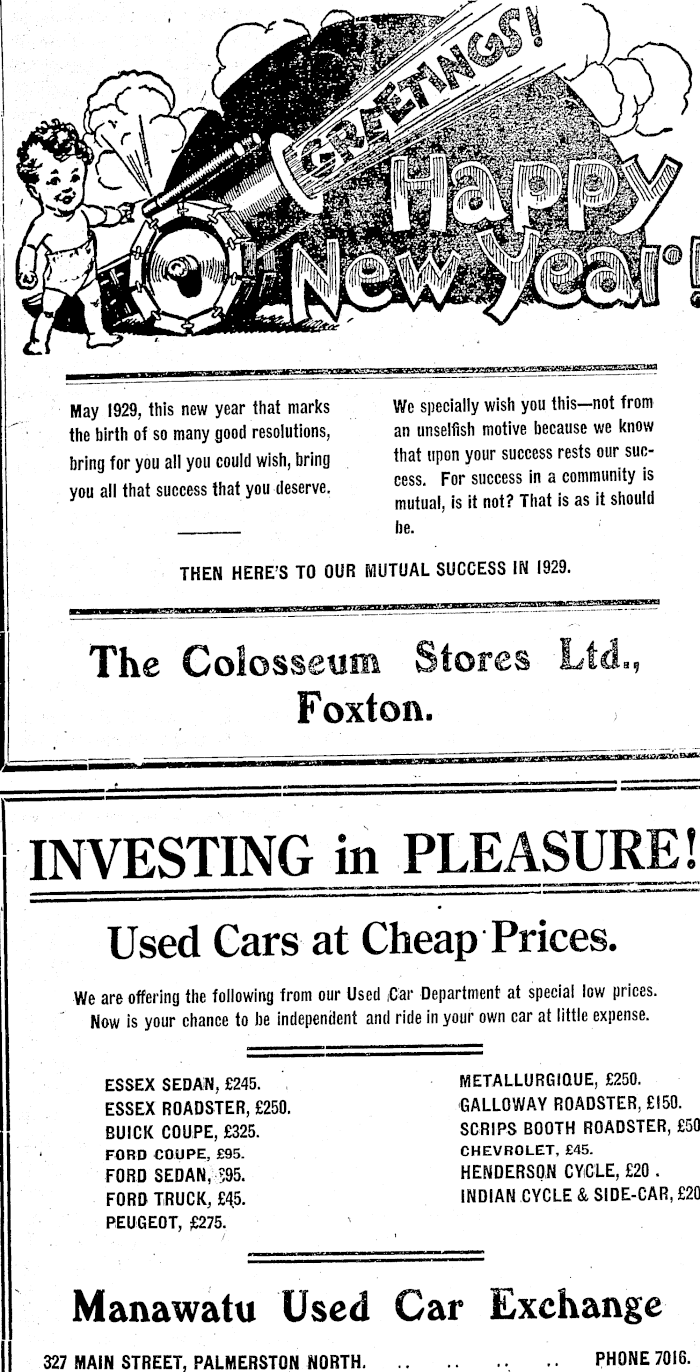 GREETINGS!
Happy
New Year!
May 1929, this new year that marks
the birth of so many good resolutions,
bring for you all you could wish, bring
you all that success that you deserve.
We specially wish you this—not from
an unselfish motive because we know
that upon your success rests our suc-
cess. For success in a community is
mutual, is it not? That is as it should
be.
THEN HERE'S TO OUR MUTUAL SUCCESS IN 1929.
The Colosseum Stores Ltd.,
Foxton.
INVESTING in PLEASURE!
Used Cars at Cheap Prices.
We are offering the following from our Used Car Department at special low prices.
Now is your chance to be independent and ride in your own car at little expense.
ESSEX SEDAN, £245.
ESSEX ROADSTER, £250.
BUICK COUPE, £325.
FORD COUPE, £95.
FORD SEDAN, £95.
FORD TRUCK, £45.
PEUGEOT, £275.
METALLURGIQUE, £250.
GALLOWAY ROADSTER, £150.
SCRIPS BOOTH ROADSTER, £50
CHEVROLET, £45.
HENDERSON CYCLE, £20 .
INDIAN CYCLE & SIDE-CAR, £20
Manawatu Used Car Exchange
327 MAIN STREET, PALMERSTON NORTH. .. .. .. .. PHONE 7016.